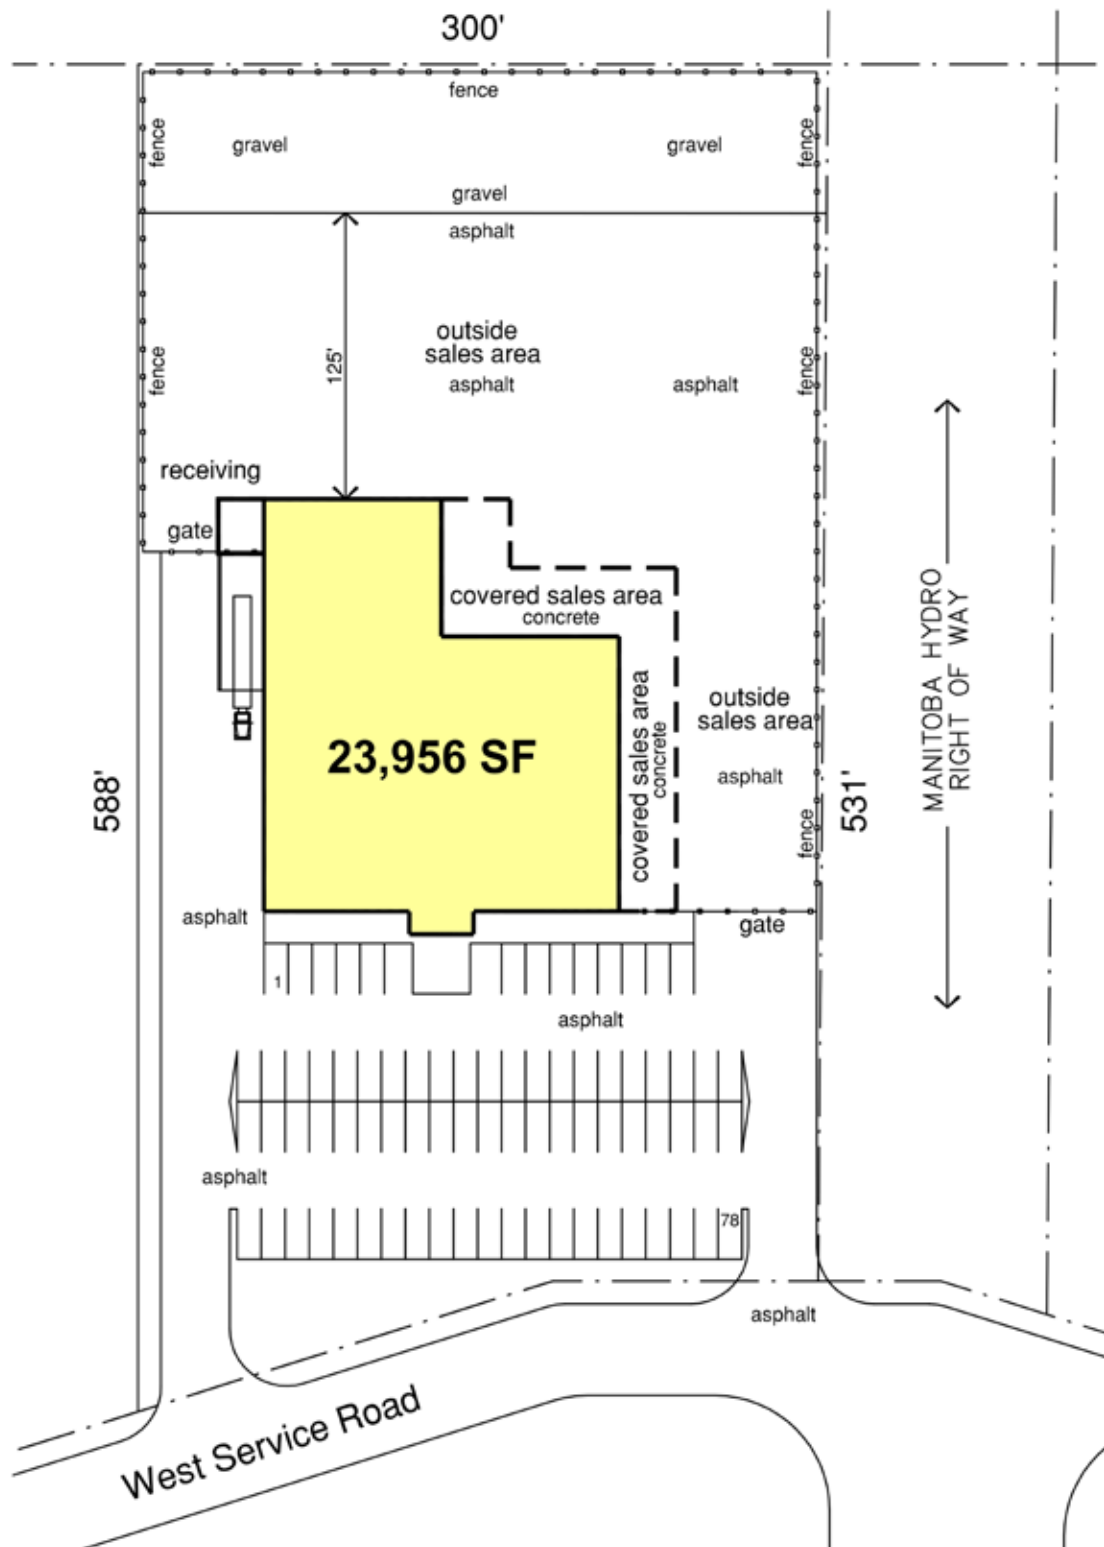 300'
fence
fence
gravel
gravel
fence
gravel
asphalt
outside
sales area
125'
fence
asphalt
asphalt
fence
receiving
gate
covered sales area
concrete
MANITOBA HYDRO
RIGHT OF WAY
covered sales area
concrete
outside
sales area
23,956 SF
asphalt
588'
531'
fence
asphalt
gate
1
asphalt
asphalt
78
asphalt
West Service Road